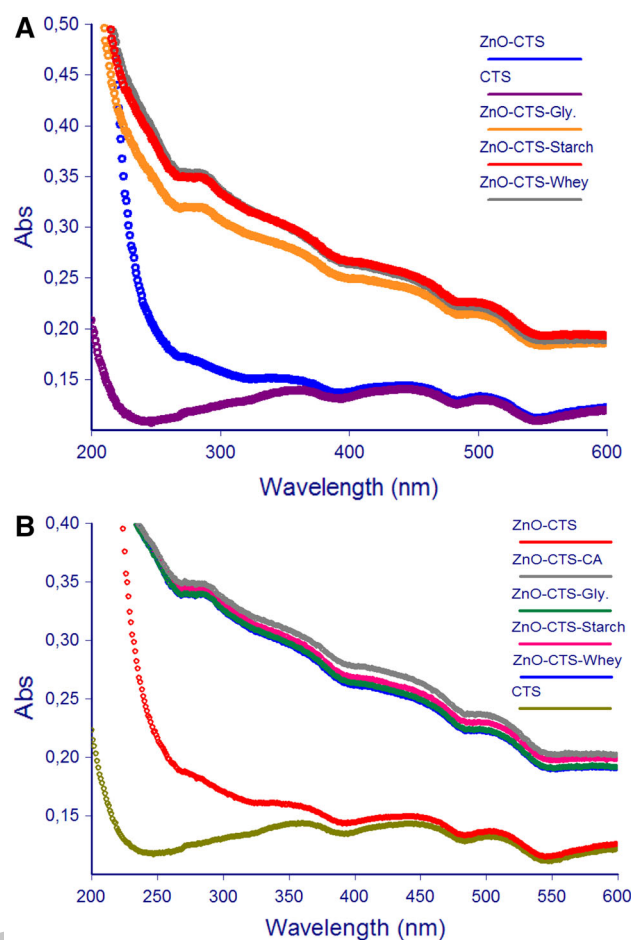 A
0,50
0,45
0,40
0,35
0,30
0,25
0,20
0,15
Abs
200
300
400
500
600
Wavelength (nm)
ZnO-CTS
CTS
ZnO-CTS-Gly.
ZnO-CTS-Starch
ZnO-CTS-Whey
B
0,40
0,35
0,30
0,25
0,20
0,15
Abs
200
250
300
350
400
450
500
550
600
Wavelength (nm)
ZnO-CTS
ZnO-CTS-CA
ZnO-CTS-Gly.
ZnO-CTS-Starch
ZnO-CTS-Whey
CTS